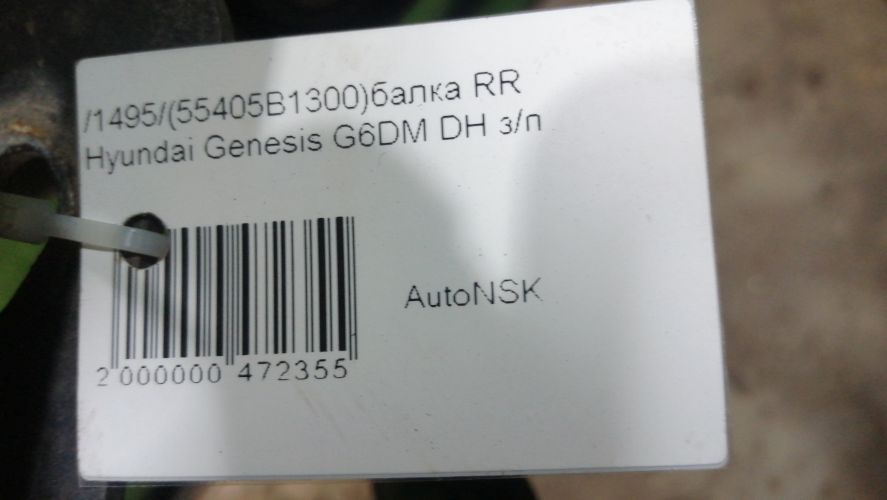 /1495/(55405B1300)балка RR
Hyundai Genesis G6DM DH з/п
AutoNSK
2 000000 472355